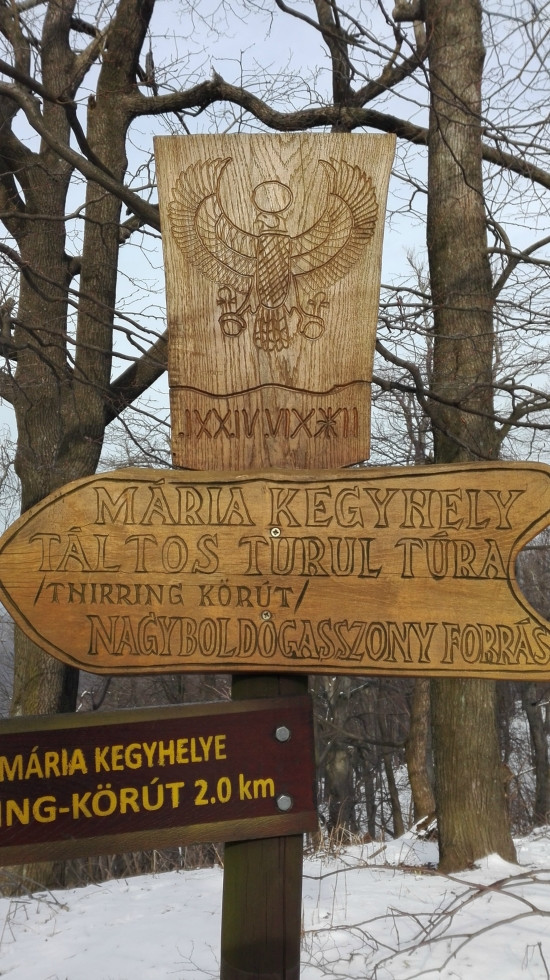 MÁRIA KEGYHELY
TÁLTOS TURUL TÚRA
/THIRRING KÖRÚT/
NAGYBOLDOGASSZONY FORRÁS
MÁRIA KEGYHELYE
ING-KÖRÚT 2.0 km